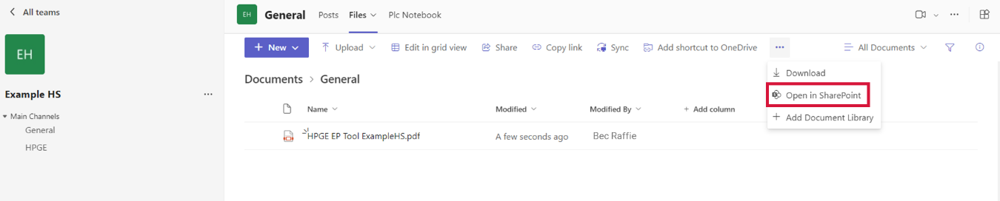 All teams
EH
Example HS
Main Channels
General
HPGE
EH General Posts Files Plc Notebook
New Upload Edit in grid view Share Copy link Sync Add shortcut to OneDrive All Documents
Download
Open in SharePoint
Add Document Library
Documents General
Name Modified Modified By Add column
HPGE EP Tool ExampleHS.pdf A few seconds ago Bec Raffie